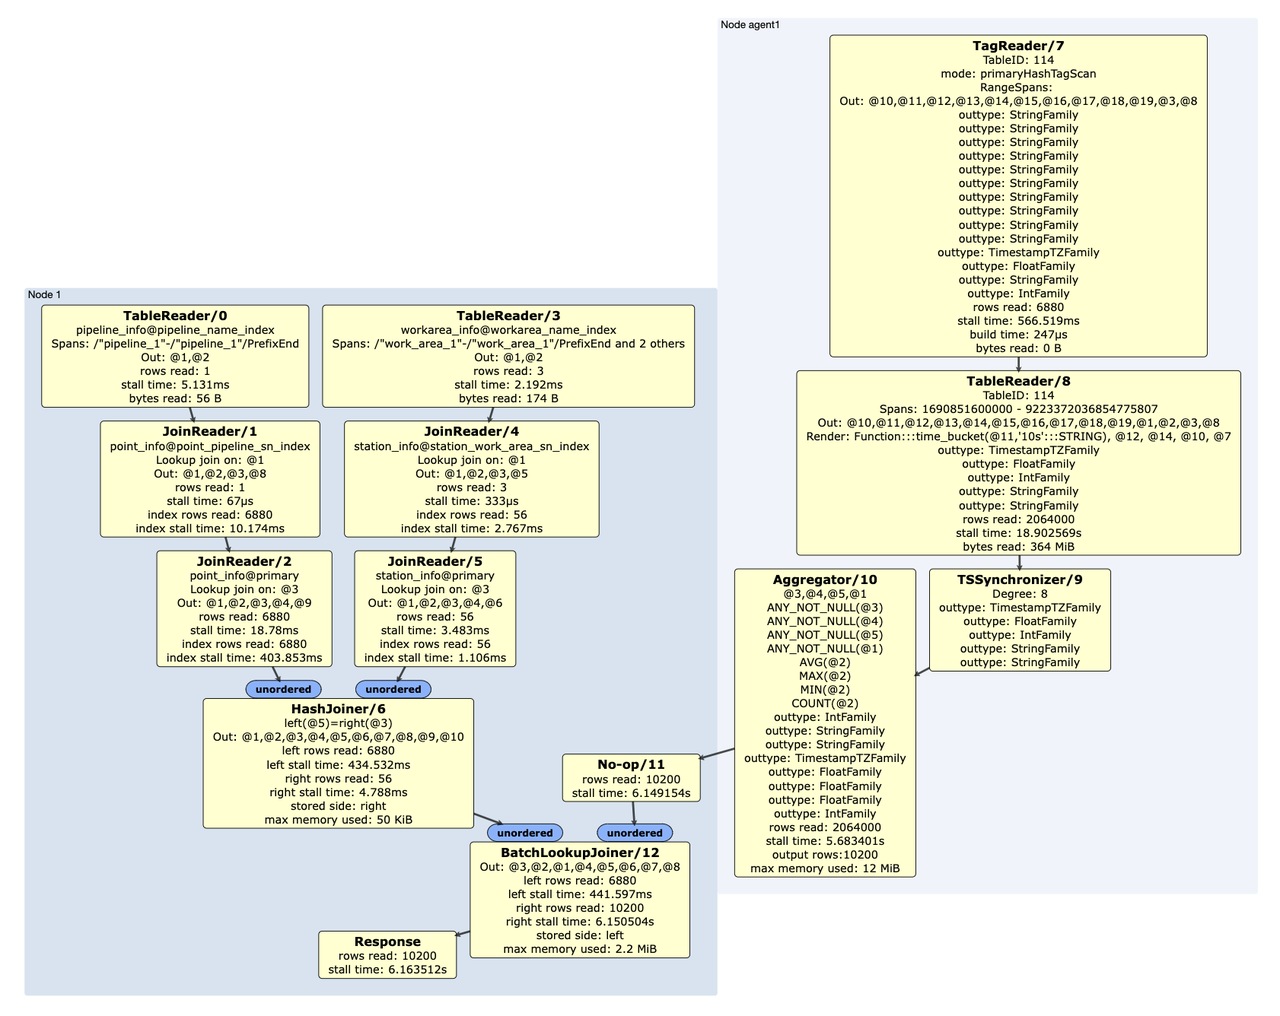 Node agent1
TagReader/7
TableID: 114
mode: primaryHashTagScan
RangeSpans:
Out: @10,@11,@12,@13,@14,@15,@16,@17,@18,@19,@3,@8
outtype: StringFamily
outtype: StringFamily
outtype: StringFamily
outtype: StringFamily
outtype: StringFamily
outtype: StringFamily
outtype: StringFamily
outtype: StringFamily
outtype: StringFamily
outtype: StringFamily
outtype: TimestampTZFamily
outtype: FloatFamily
outtype: StringFamily
outtype: IntFamily
rows read: 6880
stall time: 566.519ms
build time: 247µs
bytes read: 0 B
TableReader/8
TableID: 114
Spans: 1690851600000 - 9223372036854775807
Out: @10,@11,@12,@13,@14,@15,@16,@17,@18,@19,@1,@2,@3,@8
Render: Function:::time_bucket(@11,'10s':::STRING), @12, @14, @10, @7
outtype: TimestampTZFamily
outtype: FloatFamily
outtype: IntFamily
outtype: StringFamily
outtype: StringFamily
rows read: 2064000
stall time: 18.902569s
bytes read: 364 MiB
TSSynchronizer/9
Degree: 8
outtype: TimestampTZFamily
outtype: FloatFamily
outtype: IntFamily
outtype: StringFamily
outtype: StringFamily
Aggregator/10
@3,@4,@5,@1
ANY_NOT_NULL(@3)
ANY_NOT_NULL(@4)
ANY_NOT_NULL(@5)
ANY_NOT_NULL(@1)
AVG(@2)
MAX(@2)
MIN(@2)
COUNT(@2)
outtype: IntFamily
outtype: StringFamily
outtype: StringFamily
outtype: TimestampTZFamily
outtype: FloatFamily
outtype: FloatFamily
outtype: FloatFamily
outtype: IntFamily
rows read: 2064000
stall time: 5.683401s
output rows:10200
max memory used: 12 MiB
Node 1
TableReader/0
pipeline_info@pipeline_name_index
Spans: /"pipeline_1"-/"pipeline_1"/PrefixEnd
Out: @1,@2
rows read: 1
stall time: 5.131ms
bytes read: 56 B
TableReader/3
workarea_info@workarea_name_index
Spans: /"work_area_1"-/"work_area_1"/PrefixEnd and 2 others
Out: @1,@2
rows read: 3
stall time: 2.192ms
bytes read: 174 B
JoinReader/1
point_info@point_pipeline_sn_index
Lookup join on: @1
Out: @1,@2,@3,@8
rows read: 1
stall time: 67µs
index rows read: 6880
index stall time: 10.174ms
JoinReader/4
station_info@station_work_area_sn_index
Lookup join on: @1
Out: @1,@2,@3,@5
rows read: 3
stall time: 333µs
index rows read: 56
index stall time: 2.767ms
JoinReader/2
point_info@primary
Lookup join on: @3
Out: @1,@2,@3,@4,@9
rows read: 6880
stall time: 18.78ms
index rows read: 6880
index stall time: 403.853ms
JoinReader/5
station_info@primary
Lookup join on: @3
Out: @1,@2,@3,@4,@6
rows read: 56
stall time: 3.483ms
index rows read: 56
index stall time: 1.106ms
unordered
unordered
HashJoiner/6
left(@5)=right(@3)
Out: @1,@2,@3,@4,@5,@6,@7,@8,@9,@10
left rows read: 6880
left stall time: 434.532ms
right rows read: 56
right stall time: 4.788ms
stored side: right
max memory used: 50 KiB
No-op/11
rows read: 10200
stall time: 6.149154s
unordered
unordered
BatchLookupJoiner/12
Out: @3,@2,@1,@4,@5,@6,@7,@8
left rows read: 6880
left stall time: 441.597ms
right rows read: 10200
right stall time: 6.150504s
stored side: left
max memory used: 2.2 MiB
Response
rows read: 10200
stall time: 6.163512s